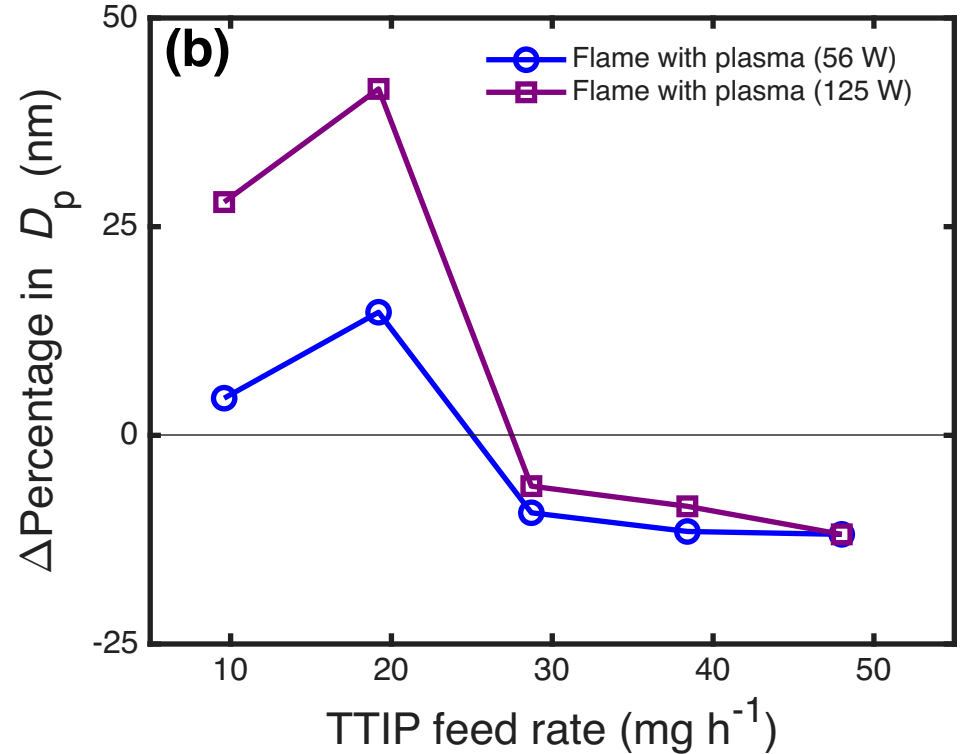 (b)
Flame with plasma (56 W)
Flame with plasma (125 W)
50
25
0
-25
10 20 30 40 50
ΔPercentage in Dp (nm)
TTIP feed rate (mg h⁻¹)